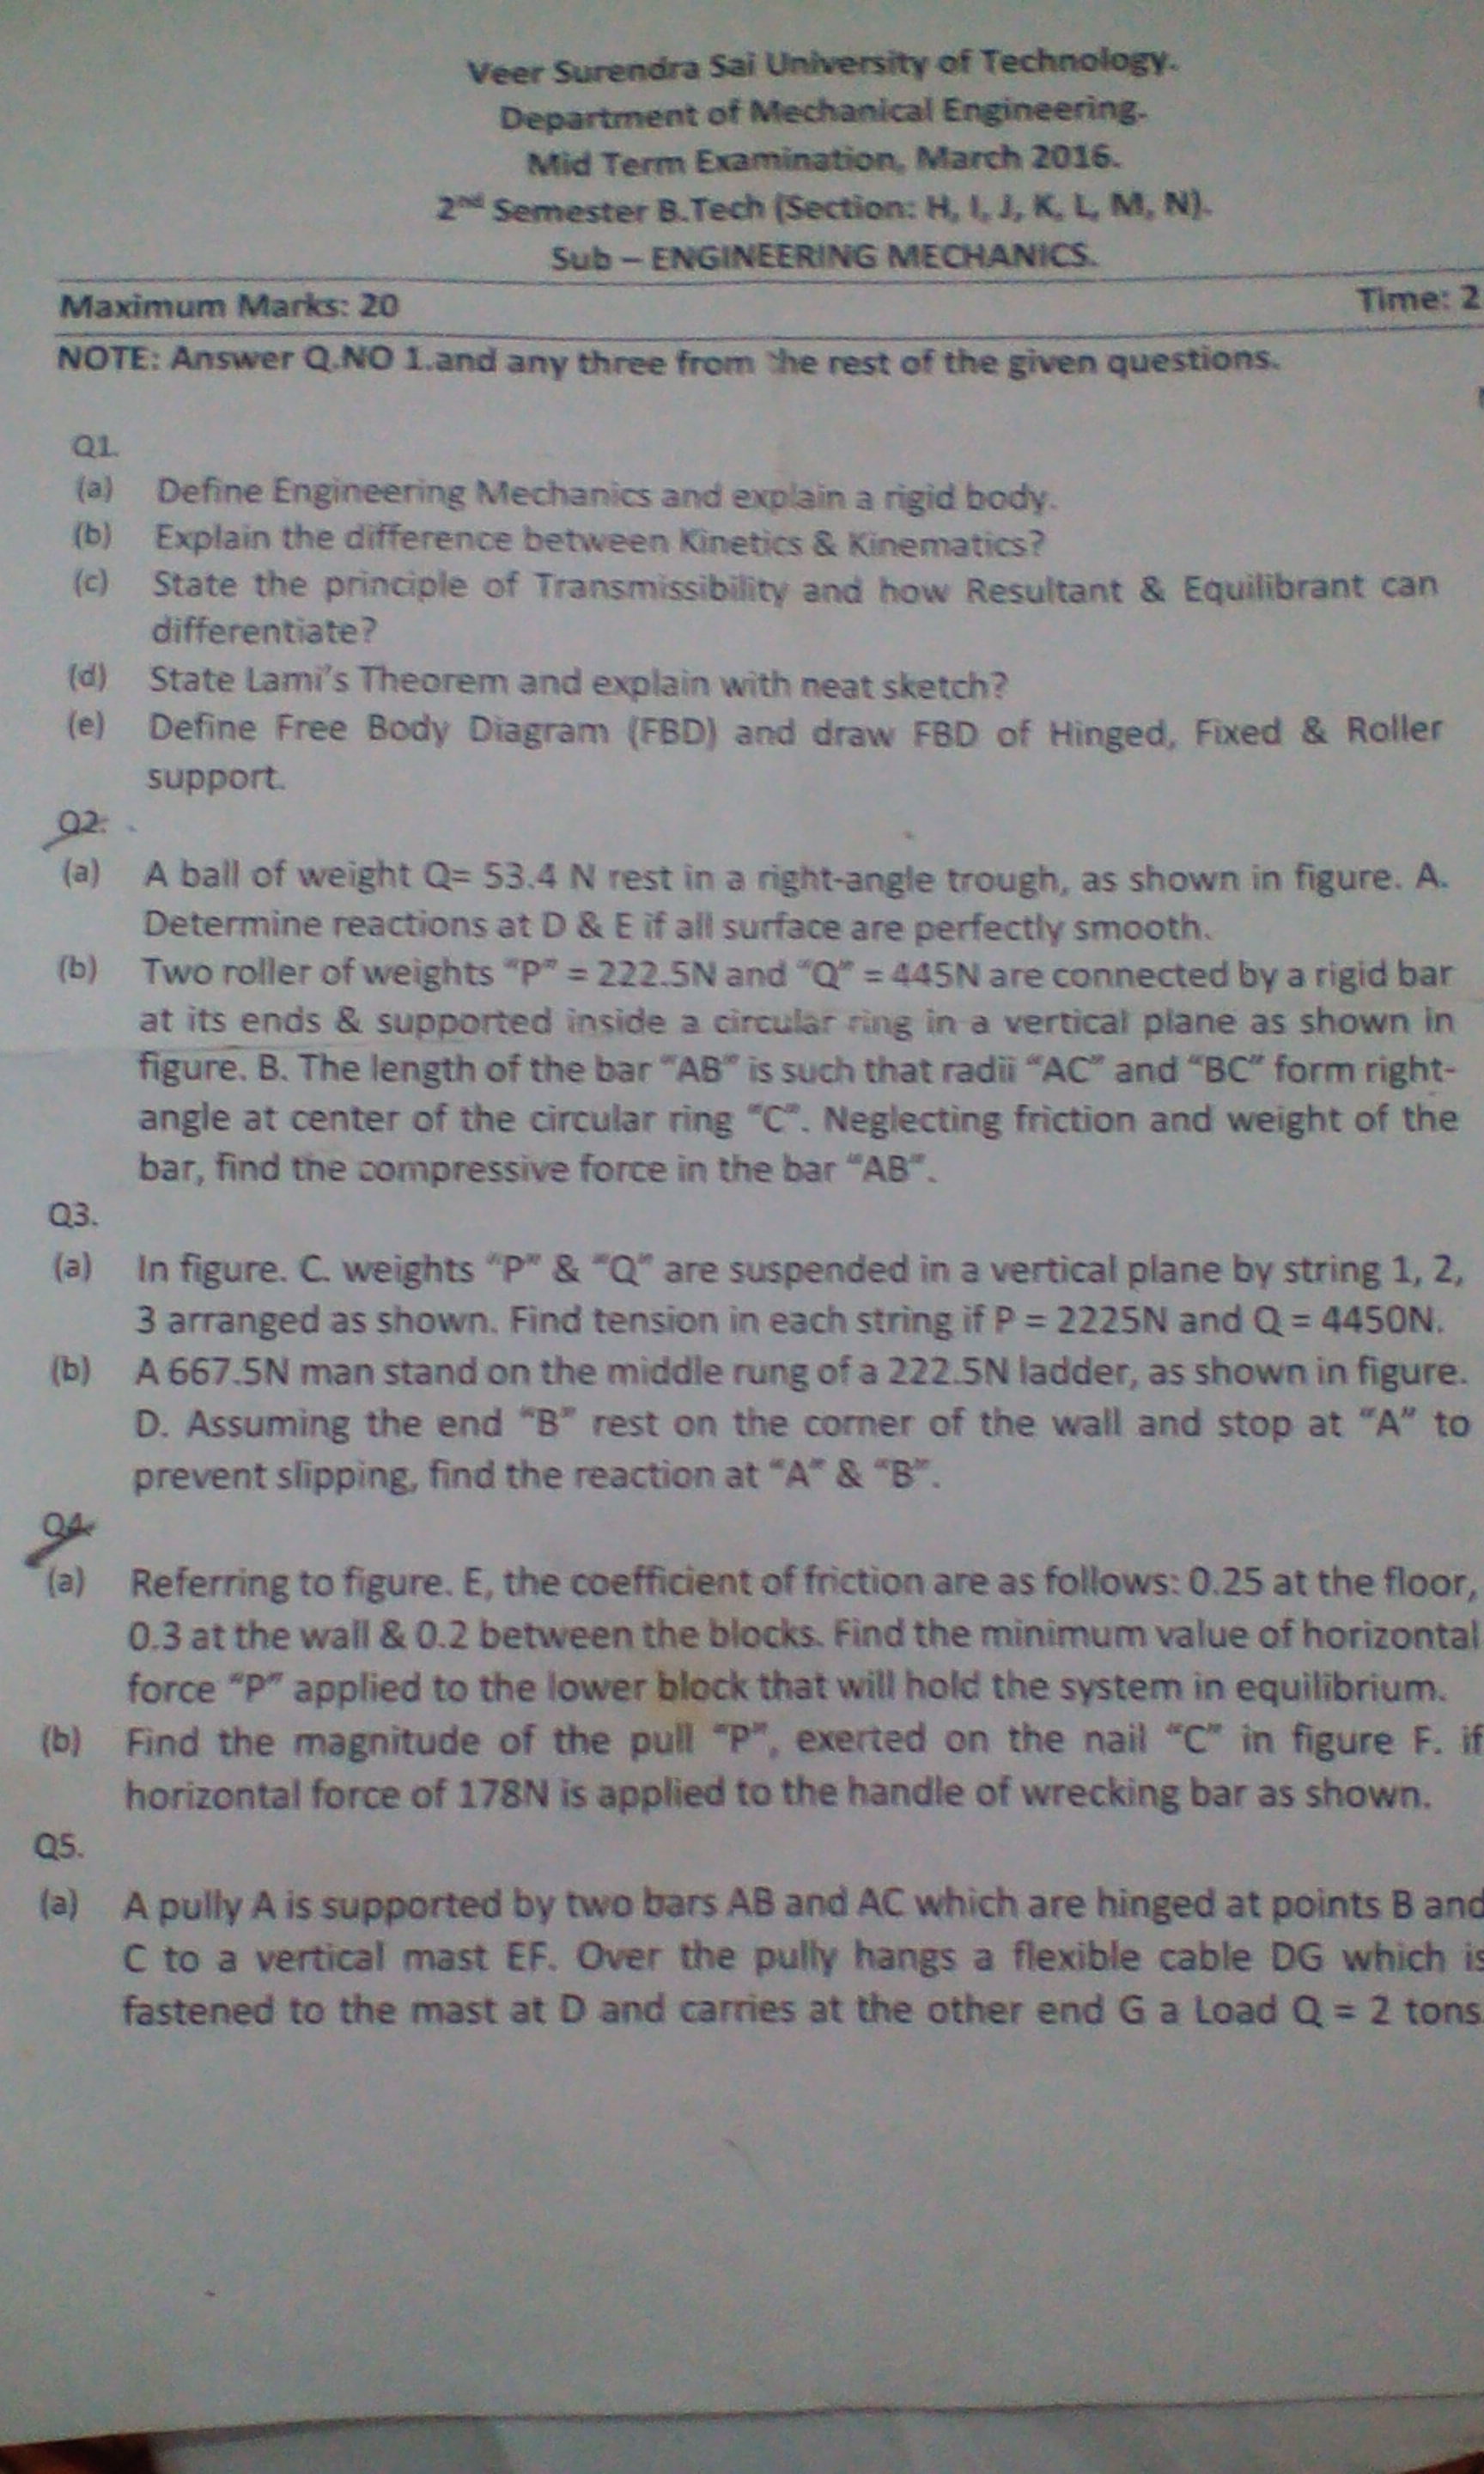 Veer Surendra Sai University of Technology.
Department of Mechanical Engineering.
Mid Term Examination, March 2016.
2nd Semester B.Tech (Section: H, I, J, K, L, M, N).
Sub – ENGINEERING MECHANICS.
Maximum Marks: 20 Time: 2
NOTE: Answer Q.NO 1.and any three from the rest of the given questions.
Q1.
(a) Define Engineering Mechanics and explain a rigid body.
(b) Explain the difference between Kinetics & Kinematics?
(c) State the principle of Transmissibility and how Resultant & Equilibrant can
differentiate?
(d) State Lami's Theorem and explain with neat sketch?
(e) Define Free Body Diagram (FBD) and draw FBD of Hinged, Fixed & Roller
support.
Q2.
(a) A ball of weight Q= 53.4 N rest in a right-angle trough, as shown in figure. A.
Determine reactions at D & E if all surface are perfectly smooth.
(b) Two roller of weights "P" = 222.5N and "Q" = 445N are connected by a rigid bar
at its ends & supported inside a circular ring in a vertical plane as shown in
figure. B. The length of the bar "AB" is such that radii "AC" and "BC" form right-
angle at center of the circular ring "C". Neglecting friction and weight of the
bar, find the compressive force in the bar "AB".
Q3.
(a) In figure. C. weights "P" & "Q" are suspended in a vertical plane by string 1, 2,
3 arranged as shown. Find tension in each string if P = 2225N and Q = 4450N.
(b) A 667.5N man stand on the middle rung of a 222.5N ladder, as shown in figure.
D. Assuming the end "B" rest on the corner of the wall and stop at "A" to
prevent slipping, find the reaction at "A" & "B".
Q4.
(a) Referring to figure. E, the coefficient of friction are as follows: 0.25 at the floor,
0.3 at the wall & 0.2 between the blocks. Find the minimum value of horizontal
force "P" applied to the lower block that will hold the system in equilibrium.
(b) Find the magnitude of the pull "P", exerted on the nail "C" in figure F. if
horizontal force of 178N is applied to the handle of wrecking bar as shown.
Q5.
(a) A pully A is supported by two bars AB and AC which are hinged at points B and
C to a vertical mast EF. Over the pully hangs a flexible cable DG which is
fastened to the mast at D and carries at the other end G a Load Q = 2 tons.